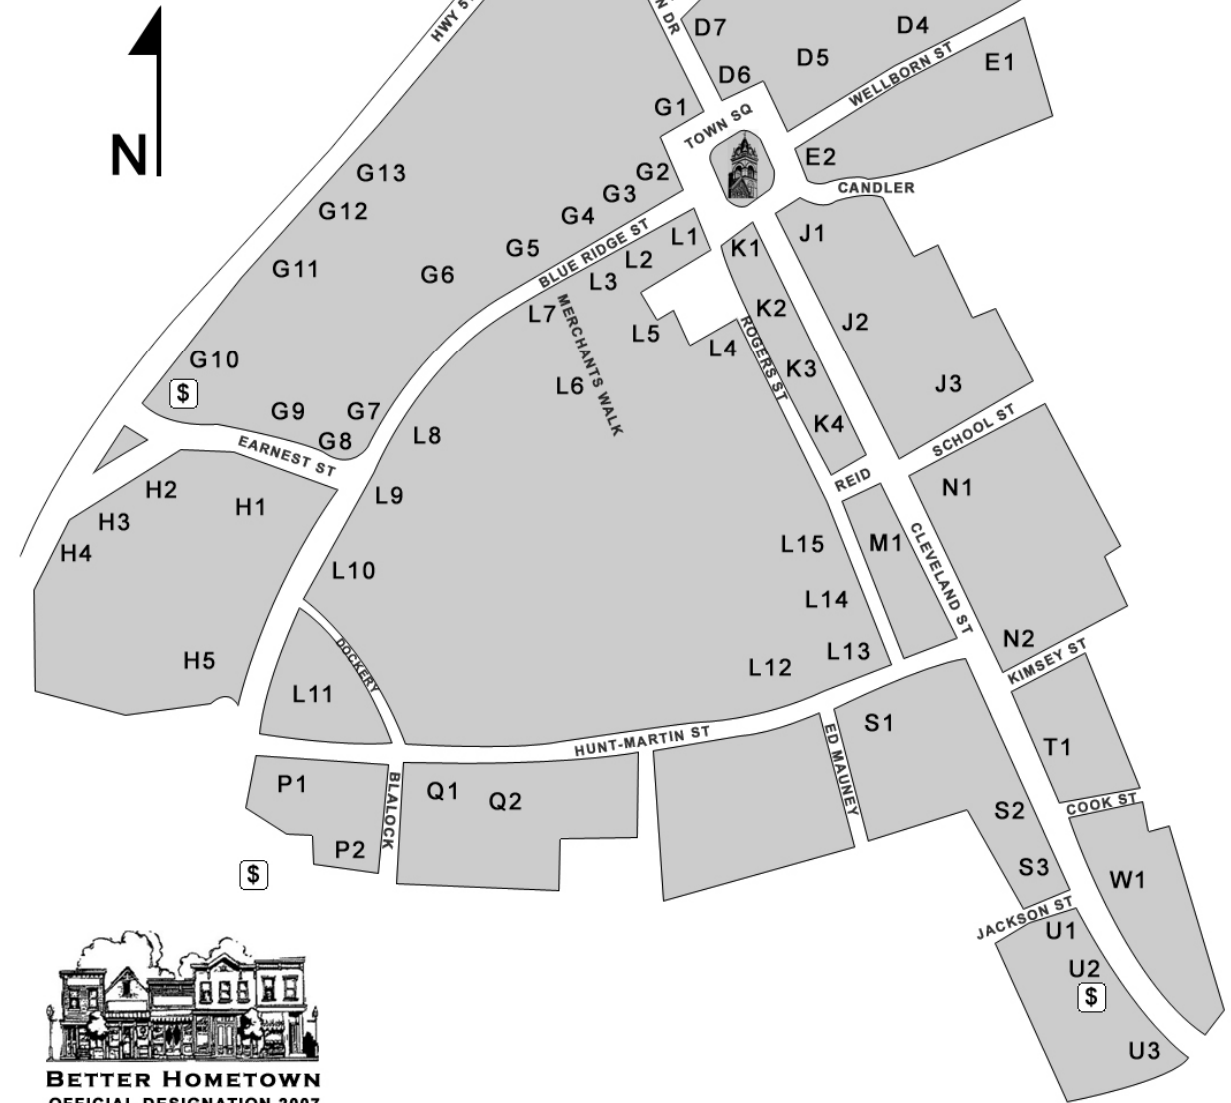 HWY 5
N DR
D7
D4
D5
D6
E1
WELLBORN ST
G1
TOWN SQ
N
E2
G13
G2
CANDLER
G3
G12
G4
L1
J1
G5
BLUE RIDGE ST
L2
K1
G11
G6
L3
L7
MERCHANTS WALK
K2
J2
L5
L4
ROGERS ST
G10
$
L6
K3
J3
G9
G7
G8
L8
K4
SCHOOL ST
EARNEST ST
REID
H2
H1
L9
N1
H3
H4
L15
M1
CLEVELAND ST
L10
L14
N2
H5
DOCKERY
L12
L13
KIMSEY ST
L11
HUNT-MARTIN ST
S1
ED MAUNEY
T1
P1
BLALOCK
Q1
Q2
S2
COOK ST
P2
$
S3
W1
JACKSON ST
U1
U2
$
U3
BETTER HOMETOWN
OFFICIAL DESIGNATION 2007